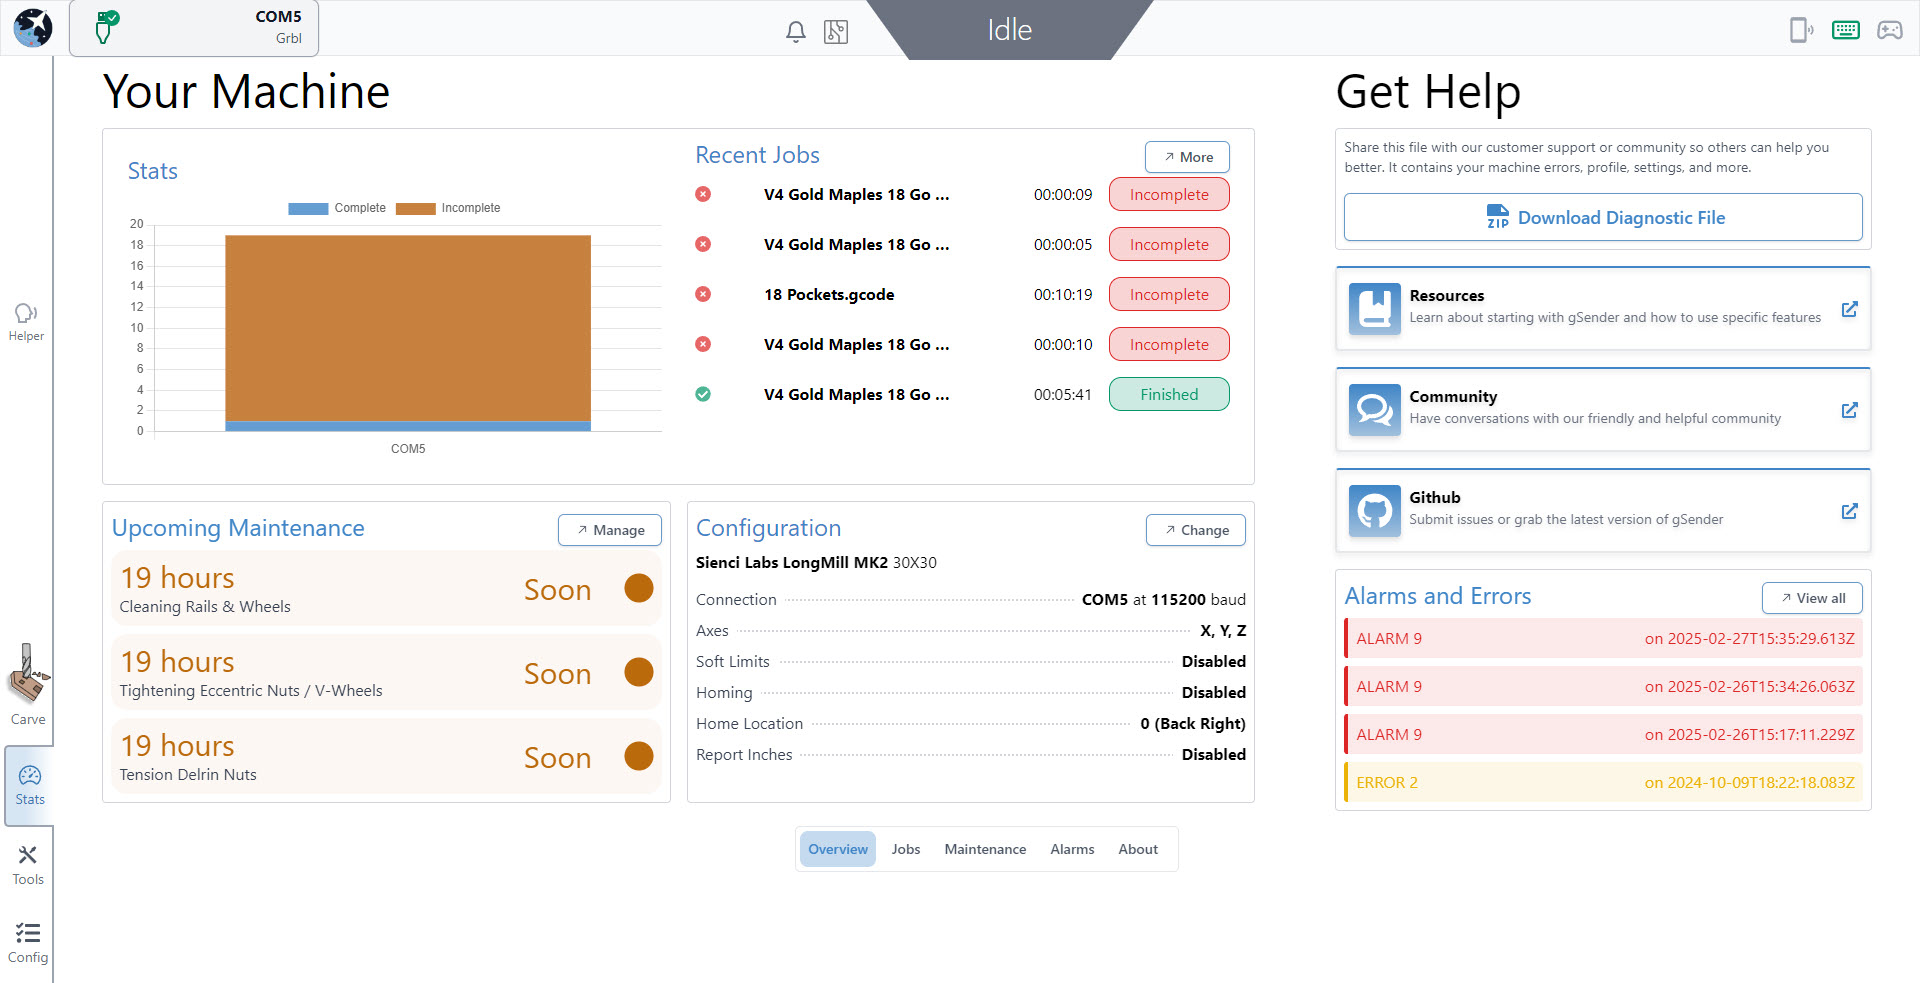 COM5
Grbl
Idle
Helper
Carve
Stats
Tools
Config
Your Machine
Stats
Complete
Incomplete
20
18
16
14
12
10
8
6
4
2
0
COM5
Recent Jobs
More
V4 Gold Maples 18 Go ... 00:00:09 Incomplete
V4 Gold Maples 18 Go ... 00:00:05 Incomplete
18 Pockets.gcode 00:10:19 Incomplete
V4 Gold Maples 18 Go ... 00:00:10 Incomplete
V4 Gold Maples 18 Go ... 00:05:41 Finished
Upcoming Maintenance
Manage
19 hours
Cleaning Rails & Wheels
Soon
19 hours
Tightening Eccentric Nuts / V-Wheels
Soon
19 hours
Tension Delrin Nuts
Soon
Configuration
Change
Sienci Labs LongMill MK2 30X30
Connection COM5 at 115200 baud
Axes X, Y, Z
Soft Limits Disabled
Homing Disabled
Home Location 0 (Back Right)
Report Inches Disabled
Overview
Jobs
Maintenance
Alarms
About
Get Help
Share this file with our customer support or community so others can help you
better. It contains your machine errors, profile, settings, and more.
ZIP Download Diagnostic File
Resources
Learn about starting with gSender and how to use specific features
Community
Have conversations with our friendly and helpful community
Github
Submit issues or grab the latest version of gSender
Alarms and Errors
View all
ALARM 9 on 2025-02-27T15:35:29.613Z
ALARM 9 on 2025-02-26T15:34:26.063Z
ALARM 9 on 2025-02-26T15:17:11.229Z
ERROR 2 on 2024-10-09T18:22:18.083Z